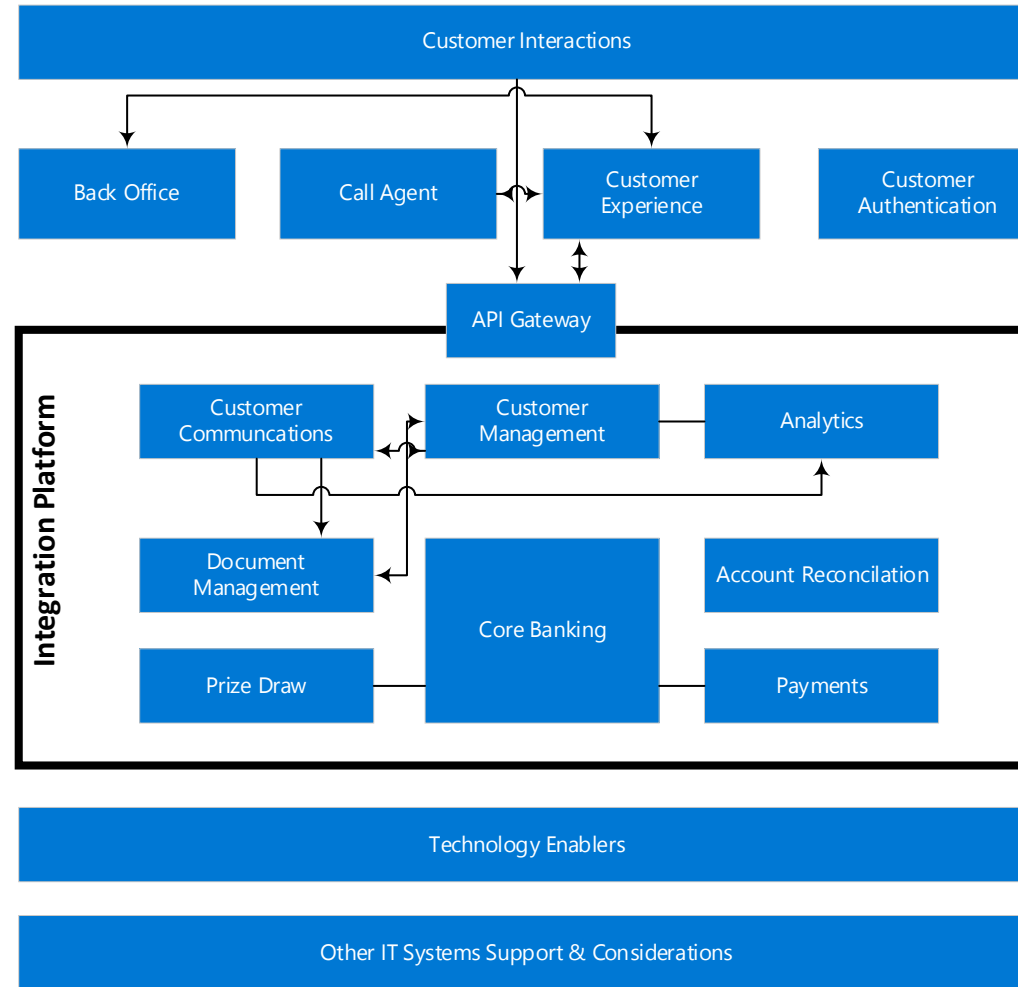 Customer Interactions
Back Office
Call Agent
Customer
Experience
Customer
Authentication
API Gateway
Integration Platform
Customer
Communcations
Customer
Management
Analytics
Document
Management
Core Banking
Account Reconcilation
Prize Draw
Payments
Technology Enablers
Other IT Systems Support & Considerations